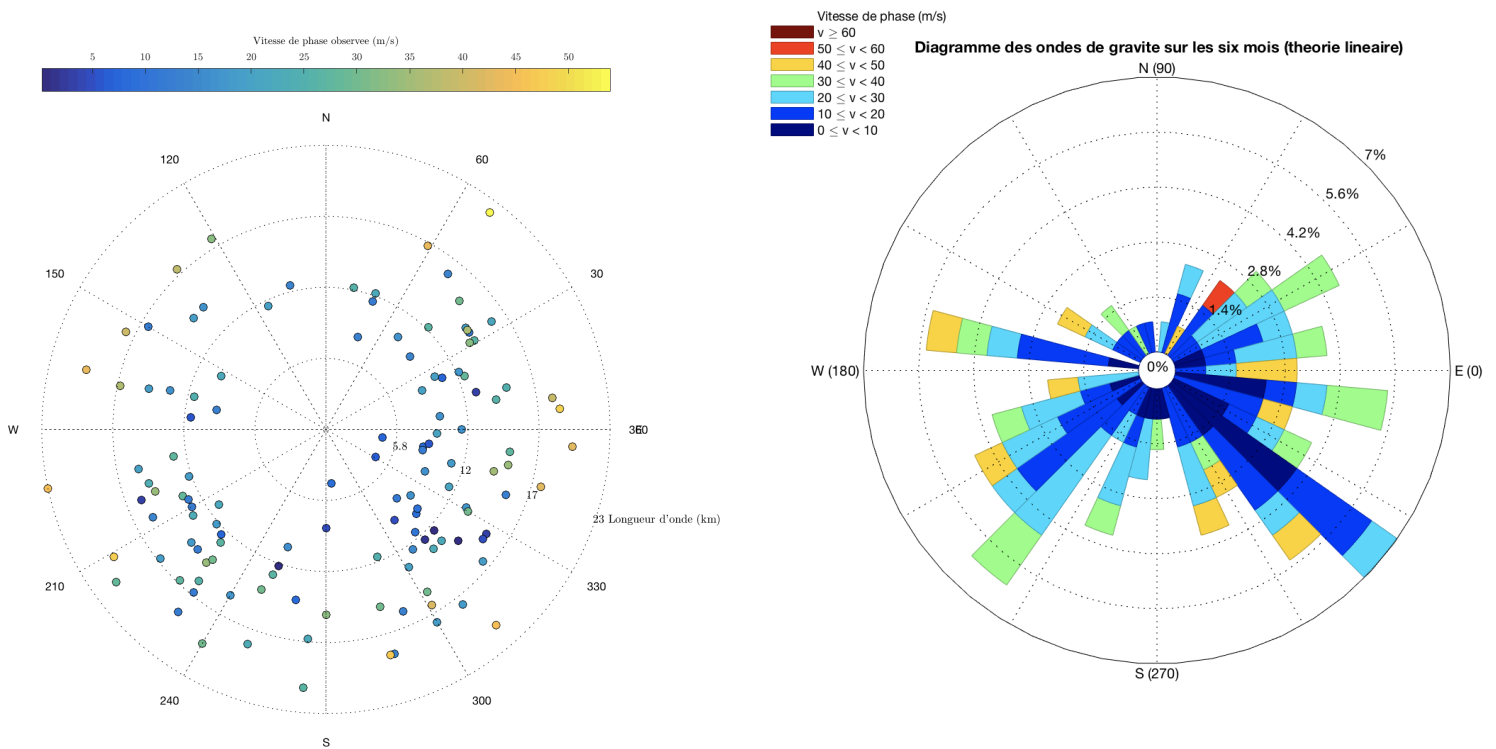 Vitesse de phase observee (m/s)
5 10 15 20 25 30 35 40 45 50
N
120 60
150 30
W
5.8
12
17
23 Longueur d'onde (km)
210 330
240 300
S
Vitesse de phase (m/s)
v ≥ 60
50 ≤ v < 60
40 ≤ v < 50
30 ≤ v < 40
20 ≤ v < 30
10 ≤ v < 20
0 ≤ v < 10
Diagramme des ondes de gravite sur les six mois (theorie lineaire)
N (90)
7%
5.6%
4.2%
2.8%
1.4%
0%
W (180) E (0)
S (270)